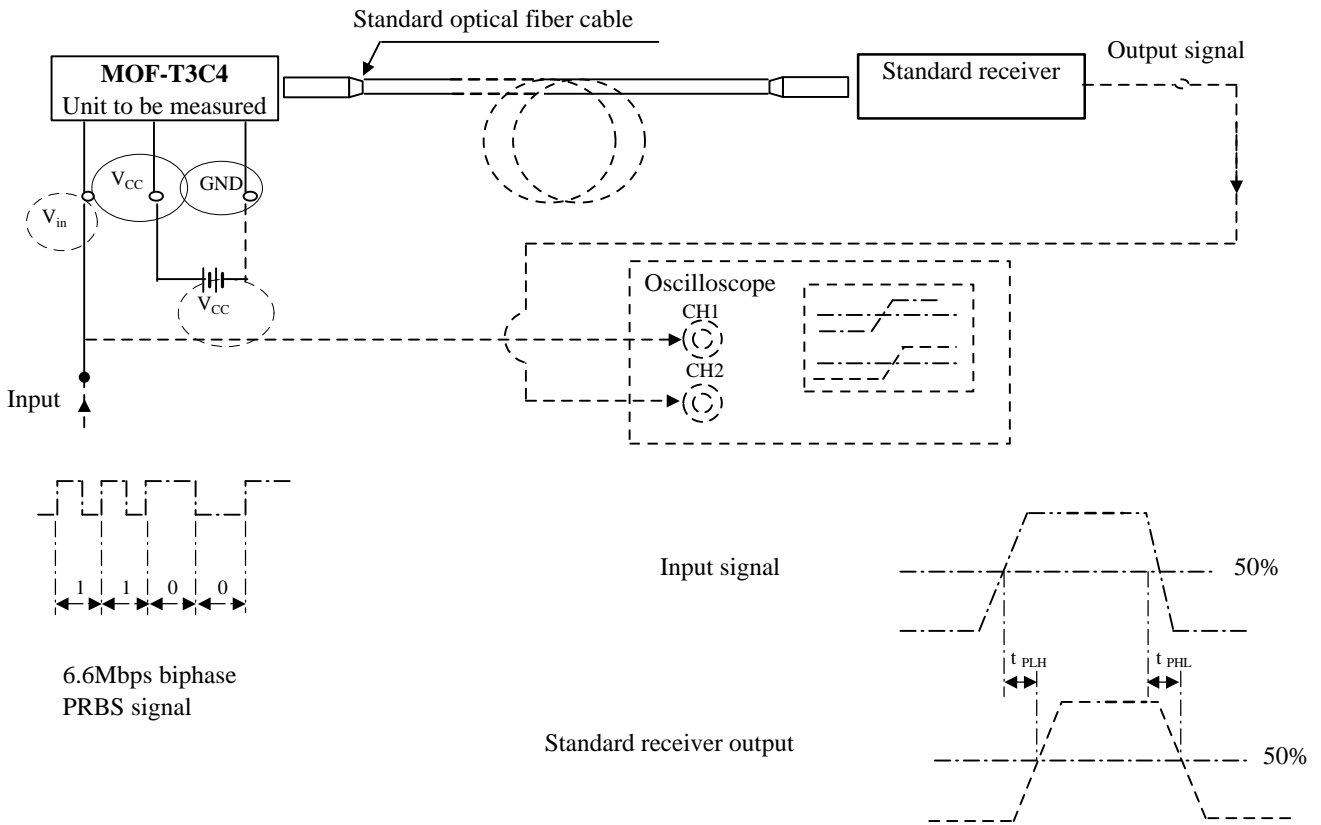 Standard optical fiber cable
MOF-T3C4
Unit to be measured
Standard receiver
Output signal
Vin
VCC
GND
VCC
Oscilloscope
CH1
CH2
Input
1 1 0 0
6.6Mbps biphase
PRBS signal
Input signal
50%
t PLH
t PHL
Standard receiver output
50%